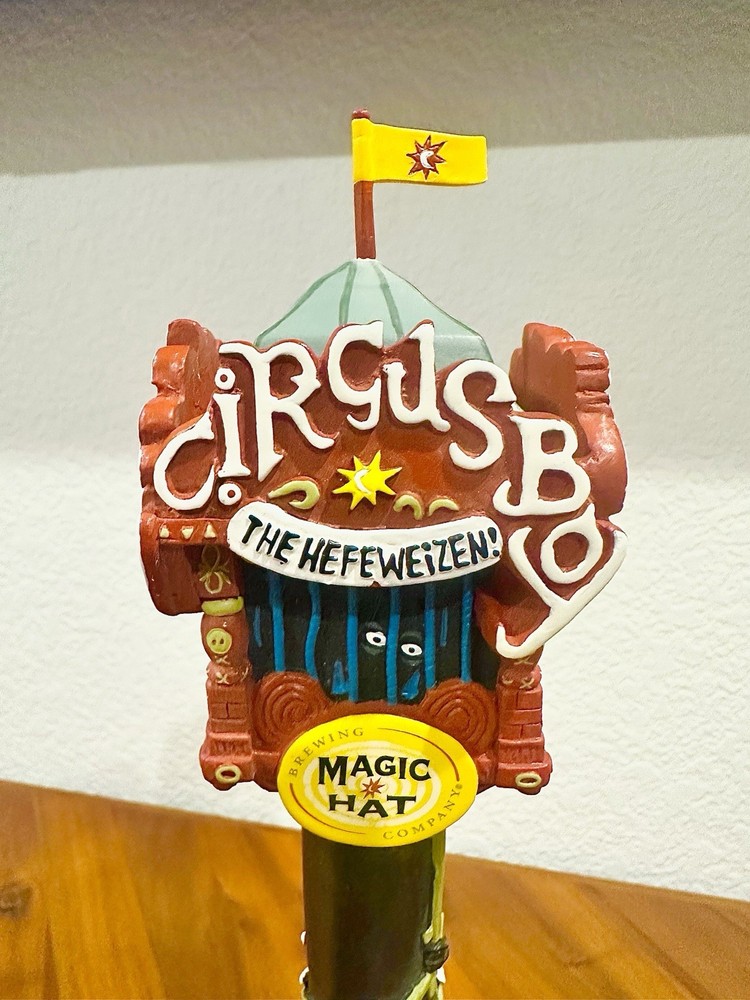 CiRCUS BOY
THE HEFEWEiZEN!
BREWING
MAGIC
HAT
COMPANY®